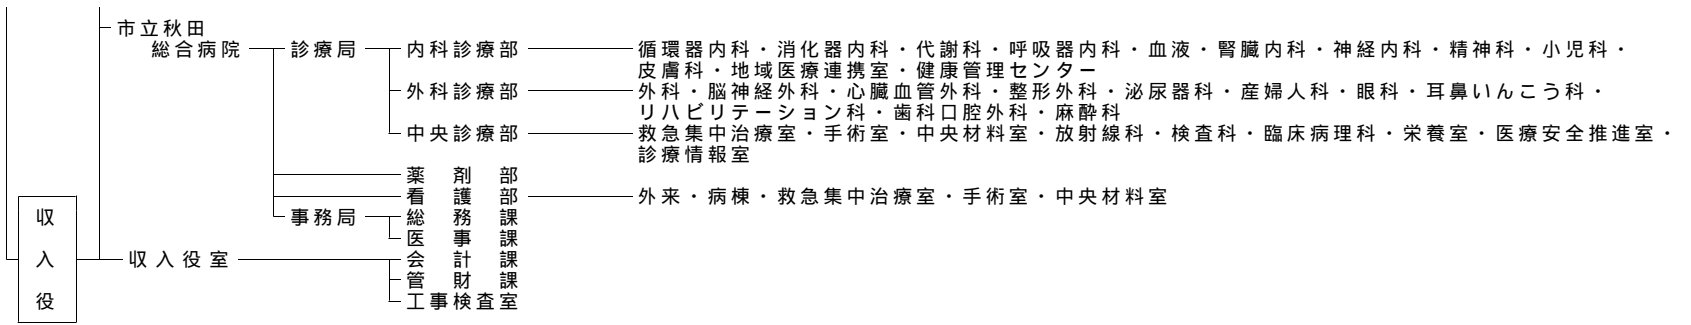 市立秋田
総合病院 診療局 内科診療部 循環器内科・消化器内科・代謝科・呼吸器内科・血液・腎臓内科・神経内科・精神科・小児科・
皮膚科・地域医療連携室・健康管理センター
外科診療部 外科・脳神経外科・心臓血管外科・整形外科・泌尿器科・産婦人科・眼科・耳鼻いんこう科・
リハビリテーション科・歯科口腔外科・麻酔科
中央診療部 救急集中治療室・手術室・中央材料室・放射線科・検査科・臨床病理科・栄養室・医療安全推進室・
診療情報室
薬剤部
看護部 外来・病棟・救急集中治療室・手術室・中央材料室
事務局 総務課
医事課
収入役 収入役室 会計課
管財課
工事検査室